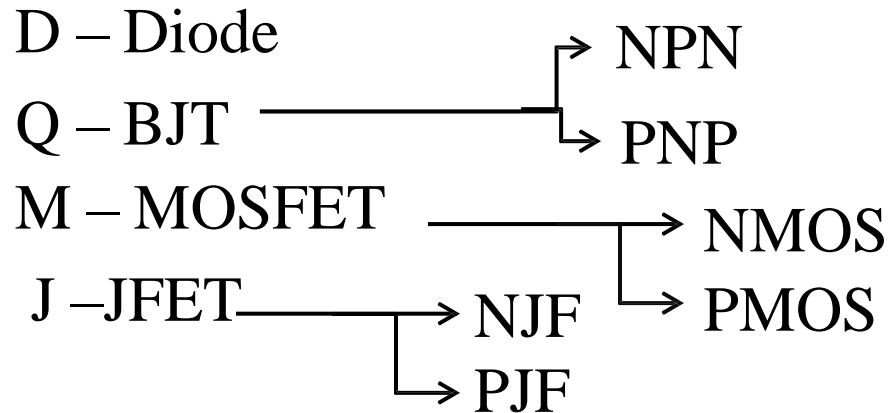 D – Diode
NPN
Q – BJT
PNP
M – MOSFET
NMOS
J –JFET
NJF
PMOS
PJF